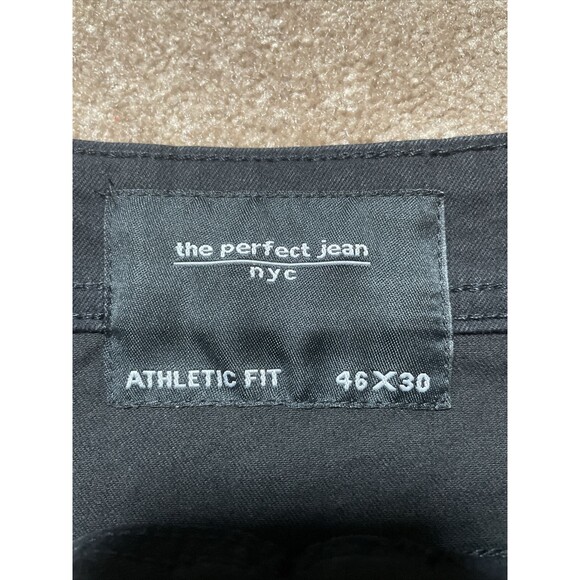 the perfect jean
nyc
ATHLETIC FIT 46X30